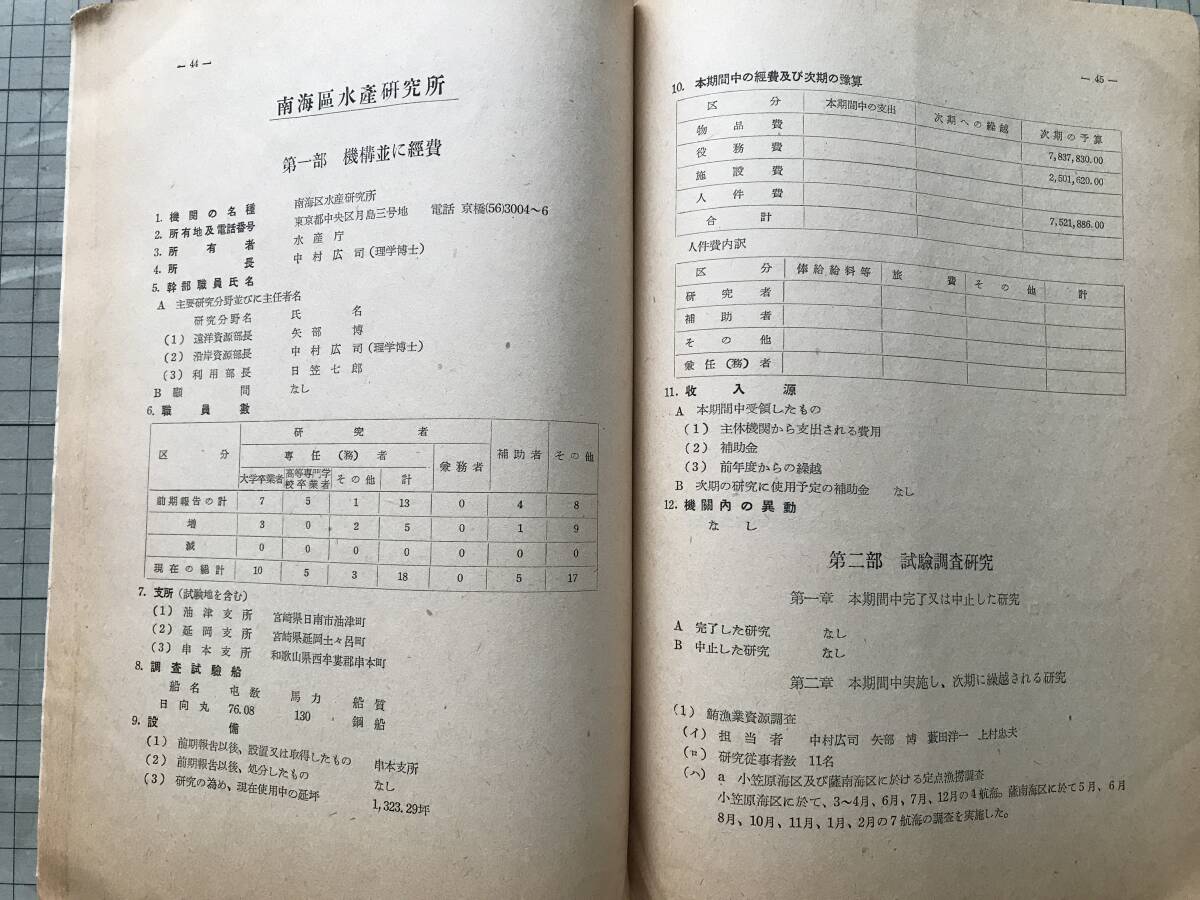 — 44 —
南海區水產硏究所
第一部 機構並に經費
1. 機関の名種 南海区水産研究所
2. 所有地及電話番号 東京都中央区月島三号地 電話 京橋(56)3004～6
3. 所有者 水産庁
4. 所長 中村広司(理学博士)
5. 幹部職員氏名
A 主要研究分野並びに主任者名
研究分野名 氏名
(1) 遠洋資源部長 矢部博
(2) 沿岸資源部長 中村広司(理学博士)
(3) 利用部長 日笠七郎
B 顧問 なし
6. 職員數
区分 研究者 補助者 その他
専任(務)者 兼務者
大学卒業者 高等専門学校卒業者 その他 計
前期報告の計 7 5 1 13 0 4 8
増 3 0 2 5 0 1 9
減 0 0 0 0 0 0 0
現在の総計 10 5 3 18 0 5 17
7. 支所(試験地を含む)
(1) 油津支所 宮崎県日南市油津町
(2) 延岡支所 宮崎県延岡土々呂町
(3) 串本支所 和歌山県西牟婁郡串本町
8. 調査試驗船
船名 屯数 馬力 船質
日向丸 76.08 130 鋼船
9. 設備
(1) 前期報告以後、設置又は取得したもの 串本支所
(2) 前期報告以後、処分したもの なし
(3) 研究の為め、現在使用中の延坪 1,323.29坪
— 45 —
10. 本期間中の經費及び次期の豫算
区分 本期間中の支出 次期への繰越 次期の予算
物品費 7,837,830.00
役務費 2,501,620.00
施設費
人件費 7,521,886.00
合計
人件費内訳
区分 俸給給料等 旅費 その他 計
研究者
補助者
その他
兼任(務)者
11. 收入源
A 本期間中受領したもの
(1) 主体機関から支出される費用
(2) 補助金
(3) 前年度からの繰越
B 次期の研究に使用予定の補助金 なし
12. 機關內の異動
なし
第二部 試驗調査硏究
第一章 本期間中完了又は中止した研究
A 完了した研究 なし
B 中止した研究 なし
第二章 本期間中実施し、次期に繰越される研究
(1) 鮪漁業資源調査
(イ) 担当者 中村広司 矢部博 藪田洋一 上村忠夫
(ロ) 研究従事者数 11名
(ハ) a 小笠原海区及び薩南海区に於ける定点漁撈調査
小笠原海区に於て、3～4月、6月、7月、12月の4航海。薩南海区に於て5月、6月
8月、10月、11月、1月、2月の7航海の調査を実施した。